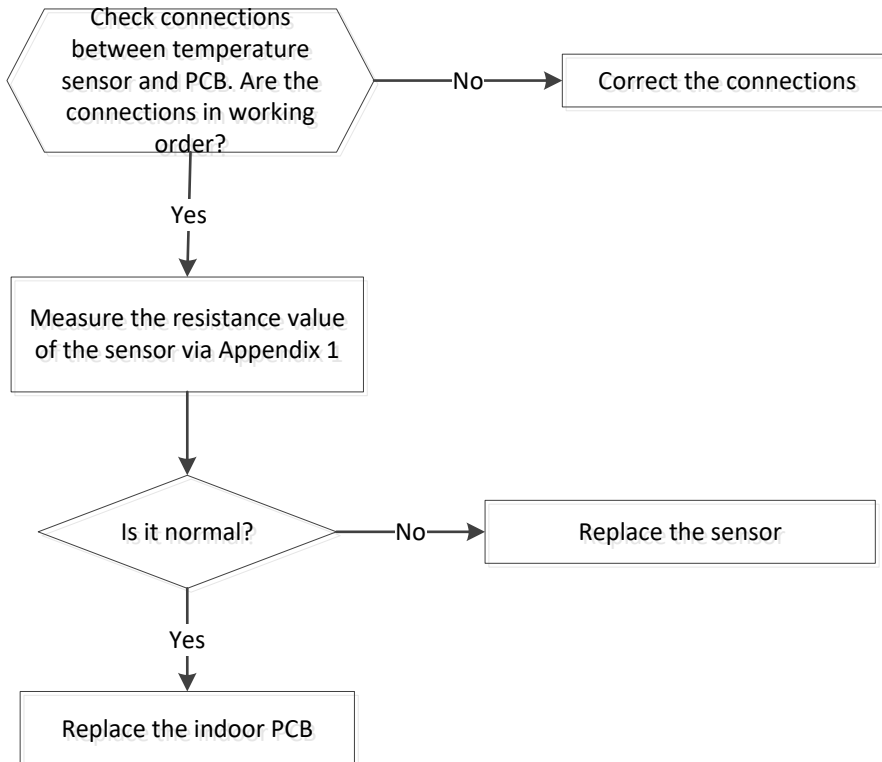 Check connections
between temperature
sensor and PCB. Are the
connections in working
order?
No
Correct the connections
Yes
Measure the resistance value
of the sensor via Appendix 1
Is it normal?
No
Replace the sensor
Yes
Replace the indoor PCB